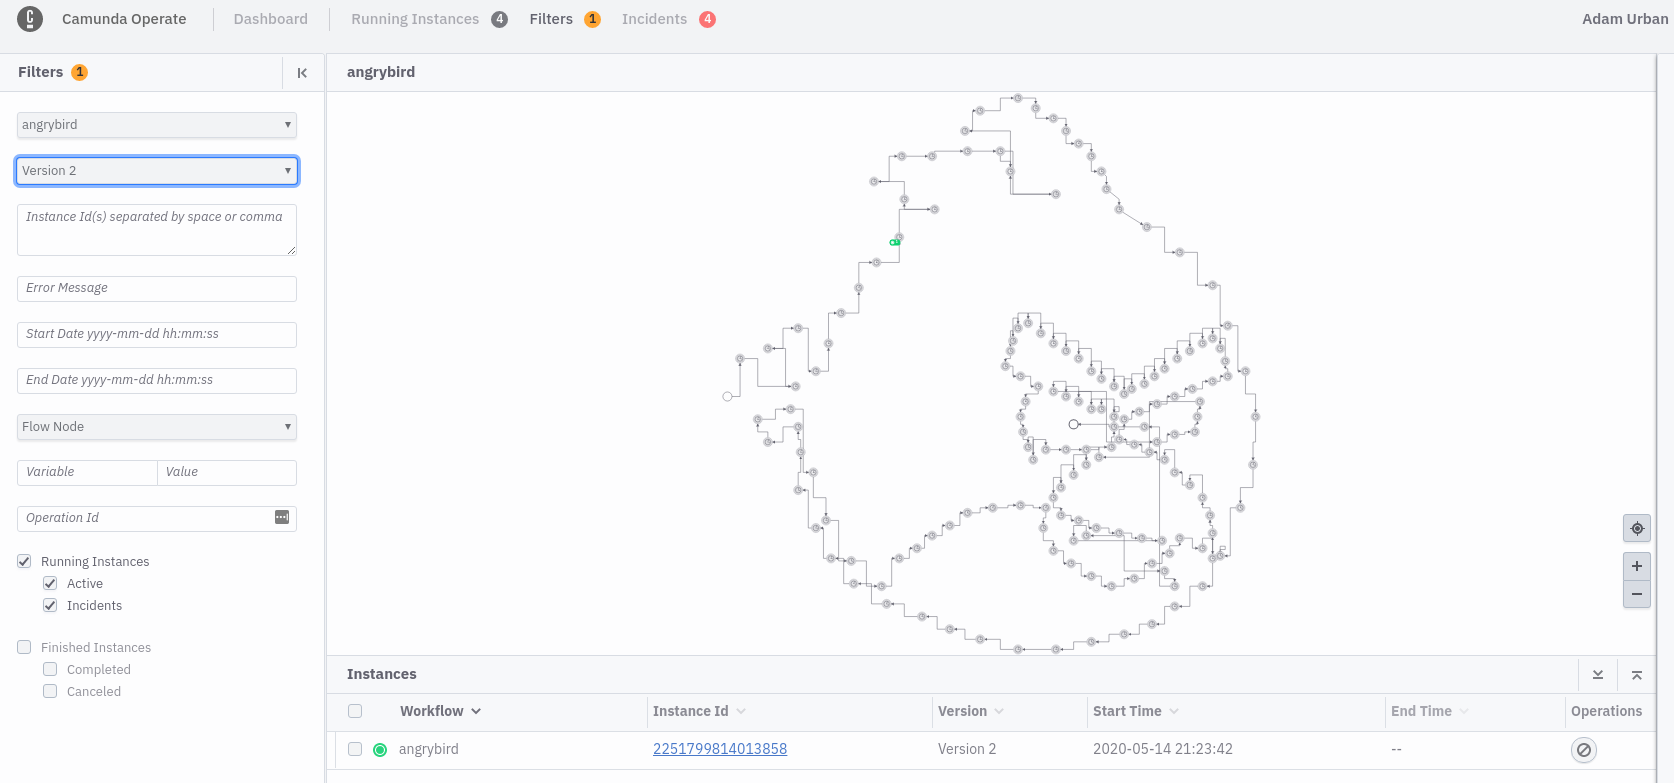 Camunda Operate Dashboard Running Instances 4 Filters 1 Incidents 4 Adam Urban
Filters 1
angrybird
Version 2
Instance Id(s) separated by space or comma
Error Message
Start Date yyyy-mm-dd hh:mm:ss
End Date yyyy-mm-dd hh:mm:ss
Flow Node
Variable Value
Operation Id
Running Instances
Active
Incidents
Finished Instances
Completed
Canceled
angrybird
Instances
Workflow Instance Id Version Start Time End Time Operations
angrybird 2251799814013858 Version 2 2020-05-14 21:23:42 --